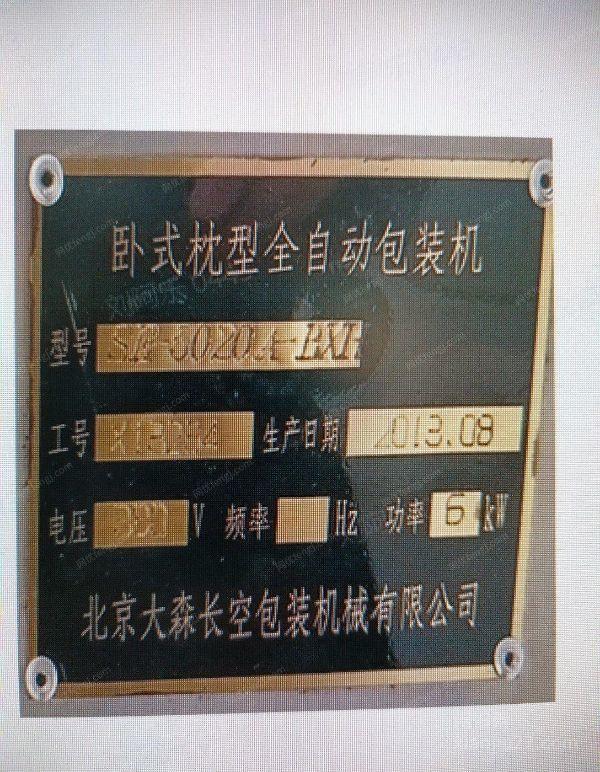 卧式枕型全自动包装机
型号
工号 生产日期 2013.08
电压 V 频率 Hz 功率 6 kW
北京大森长空包装机械有限公司